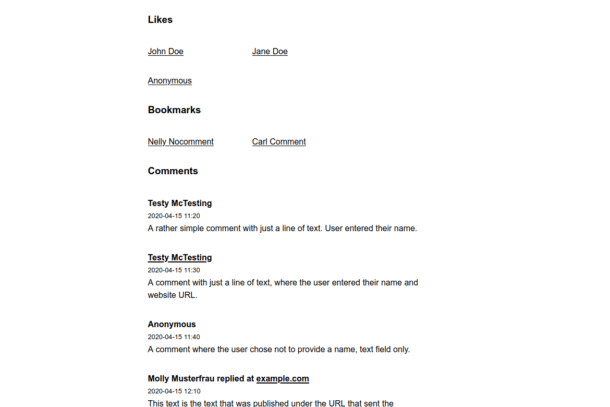 Likes
John Doe Jane Doe
Anonymous
Bookmarks
Nelly Nocomment Carl Comment
Comments
Testy McTesting
2020-04-15 11:20
A rather simple comment with just a line of text. User entered their name.
Testy McTesting
2020-04-15 11:30
A comment with just a line of text, where the user entered their name and
website URL.
Anonymous
2020-04-15 11:40
A comment where the user chose not to provide a name, text field only.
Molly Musterfrau replied at example.com
2020-04-15 12:10
This text is the text that was published under the URL that sent the